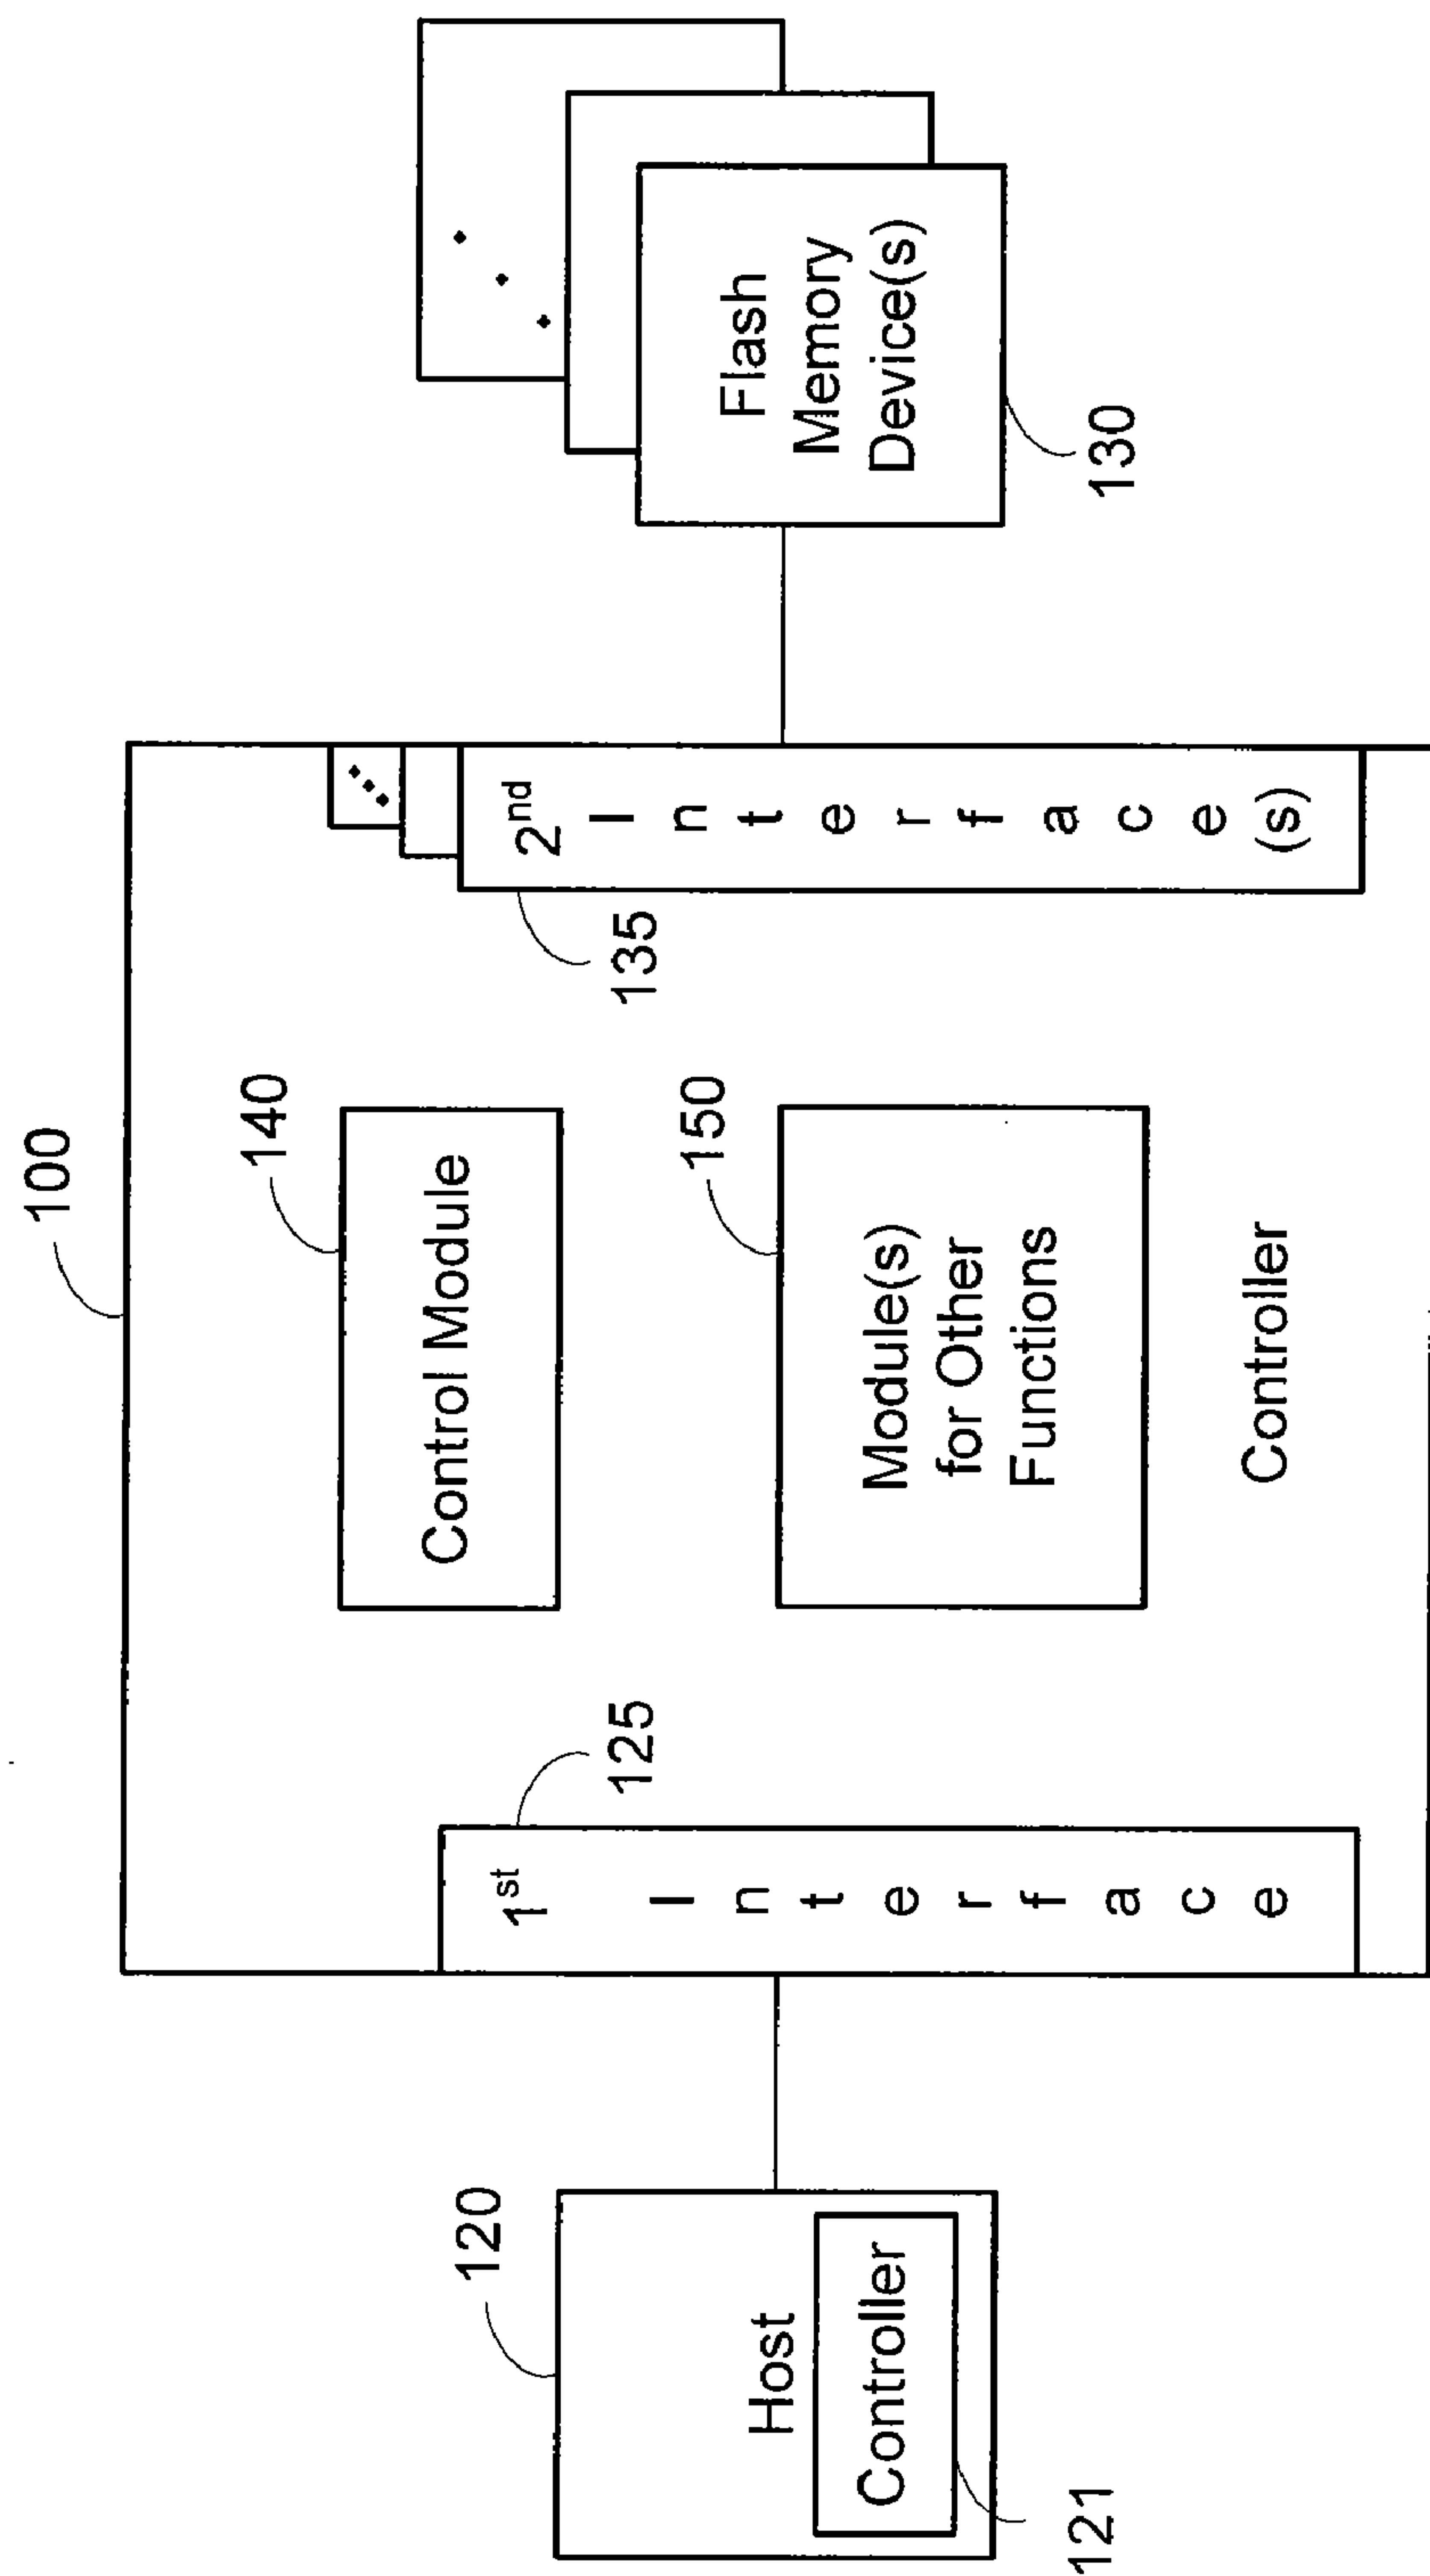 100
120
Host
Controller
121
1st
Interface
125
140
Control Module
150
Module(s)
for Other
Functions
Controller
2nd
Interface(s)
135
Flash
Memory
Device(s)
130